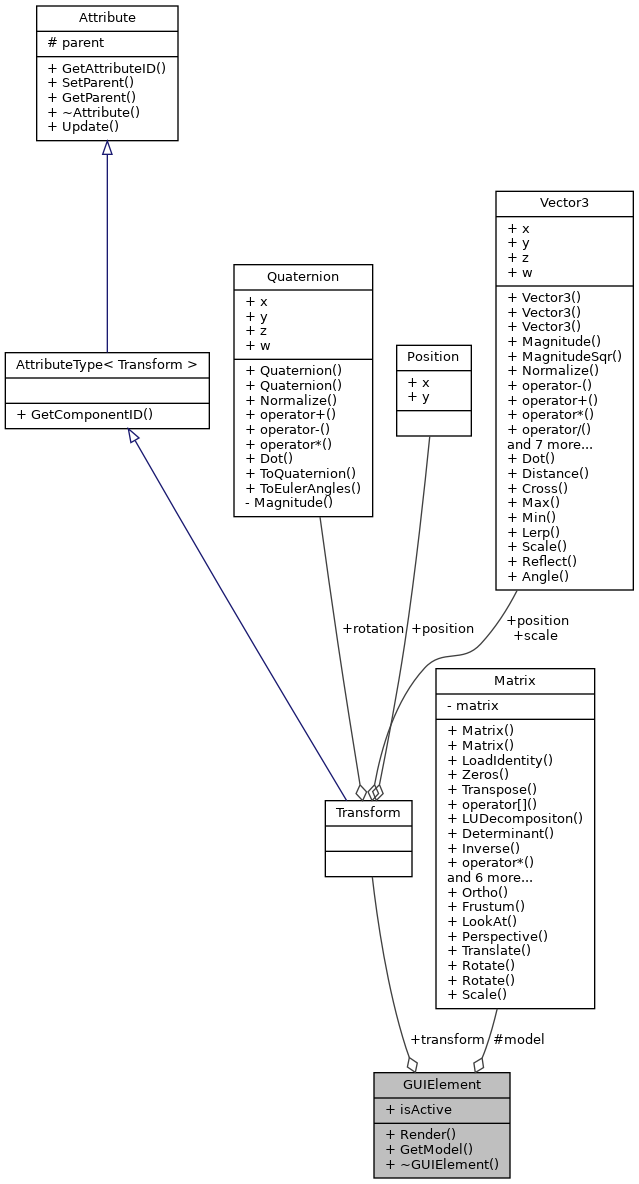 Attribute
# parent
+ GetAttributeID()
+ SetParent()
+ GetParent()
+ ~Attribute()
+ Update()
Vector3
+ x
+ y
+ z
+ w
+ Vector3()
+ Vector3()
+ Vector3()
+ Magnitude()
+ MagnitudeSqr()
+ Normalize()
+ operator-()
+ operator+()
+ operator*()
+ operator/()
and 7 more...
+ Dot()
+ Distance()
+ Cross()
+ Max()
+ Min()
+ Lerp()
+ Scale()
+ Reflect()
+ Angle()
Quaternion
+ x
+ y
+ z
+ w
+ Quaternion()
+ Quaternion()
+ Normalize()
+ operator+()
+ operator-()
+ operator*()
+ Dot()
+ ToQuaternion()
+ ToEulerAngles()
- Magnitude()
Position
+ x
+ y
AttributeType< Transform >
+ GetComponentID()
+rotation
+position
+position
+scale
Matrix
- matrix
+ Matrix()
+ Matrix()
+ LoadIdentity()
+ Zeros()
+ Transpose()
+ operator[]()
+ LUDecompositon()
+ Determinant()
+ Inverse()
+ operator*()
and 6 more...
+ Ortho()
+ Frustum()
+ LookAt()
+ Perspective()
+ Translate()
+ Rotate()
+ Rotate()
+ Scale()
Transform
+transform
#model
GUIElement
+ isActive
+ Render()
+ GetModel()
+ ~GUIElement()